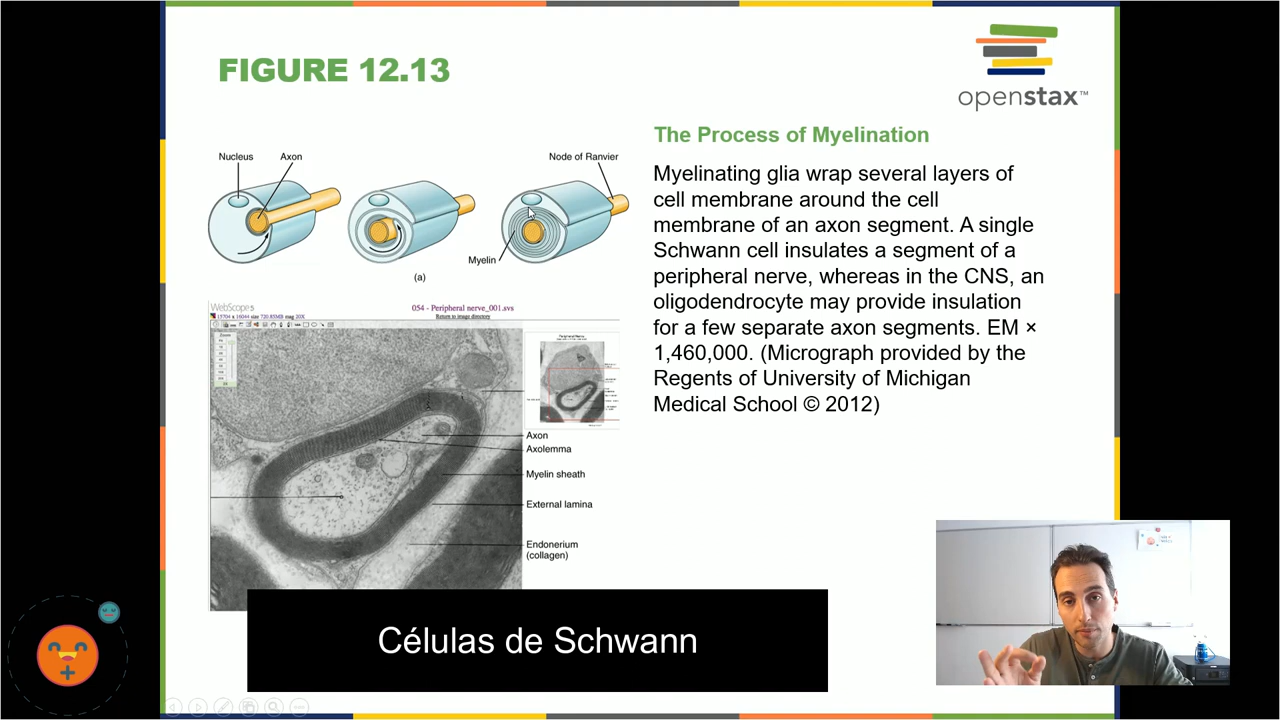 FIGURE 12.13
openstax™
The Process of Myelination
Myelinating glia wrap several layers of
cell membrane around the cell
membrane of an axon segment. A single
Schwann cell insulates a segment of a
peripheral nerve, whereas in the CNS, an
oligodendrocyte may provide insulation
for a few separate axon segments. EM ×
1,460,000. (Micrograph provided by the
Regents of University of Michigan
Medical School © 2012)
Nucleus
Axon
Node of Ranvier
Myelin
(a)
WebScope
054 - Peripheral nerve_001.svs
Return to image directory
Axon
Axolemma
Myelin sheath
External lamina
Endonerium
(collagen)
Células de Schwann